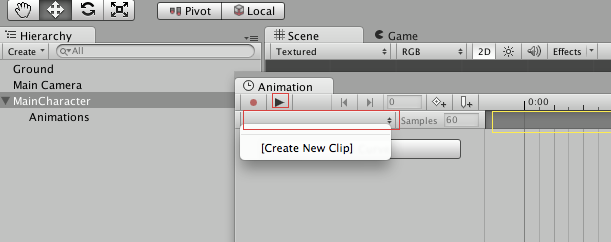 Pivot Local
Hierarchy
Create All
Ground
Main Camera
MainCharacter
Animations
Scene Game
Textured RGB 2D Effects
Animation
0 0:00
Samples 60
[Create New Clip]